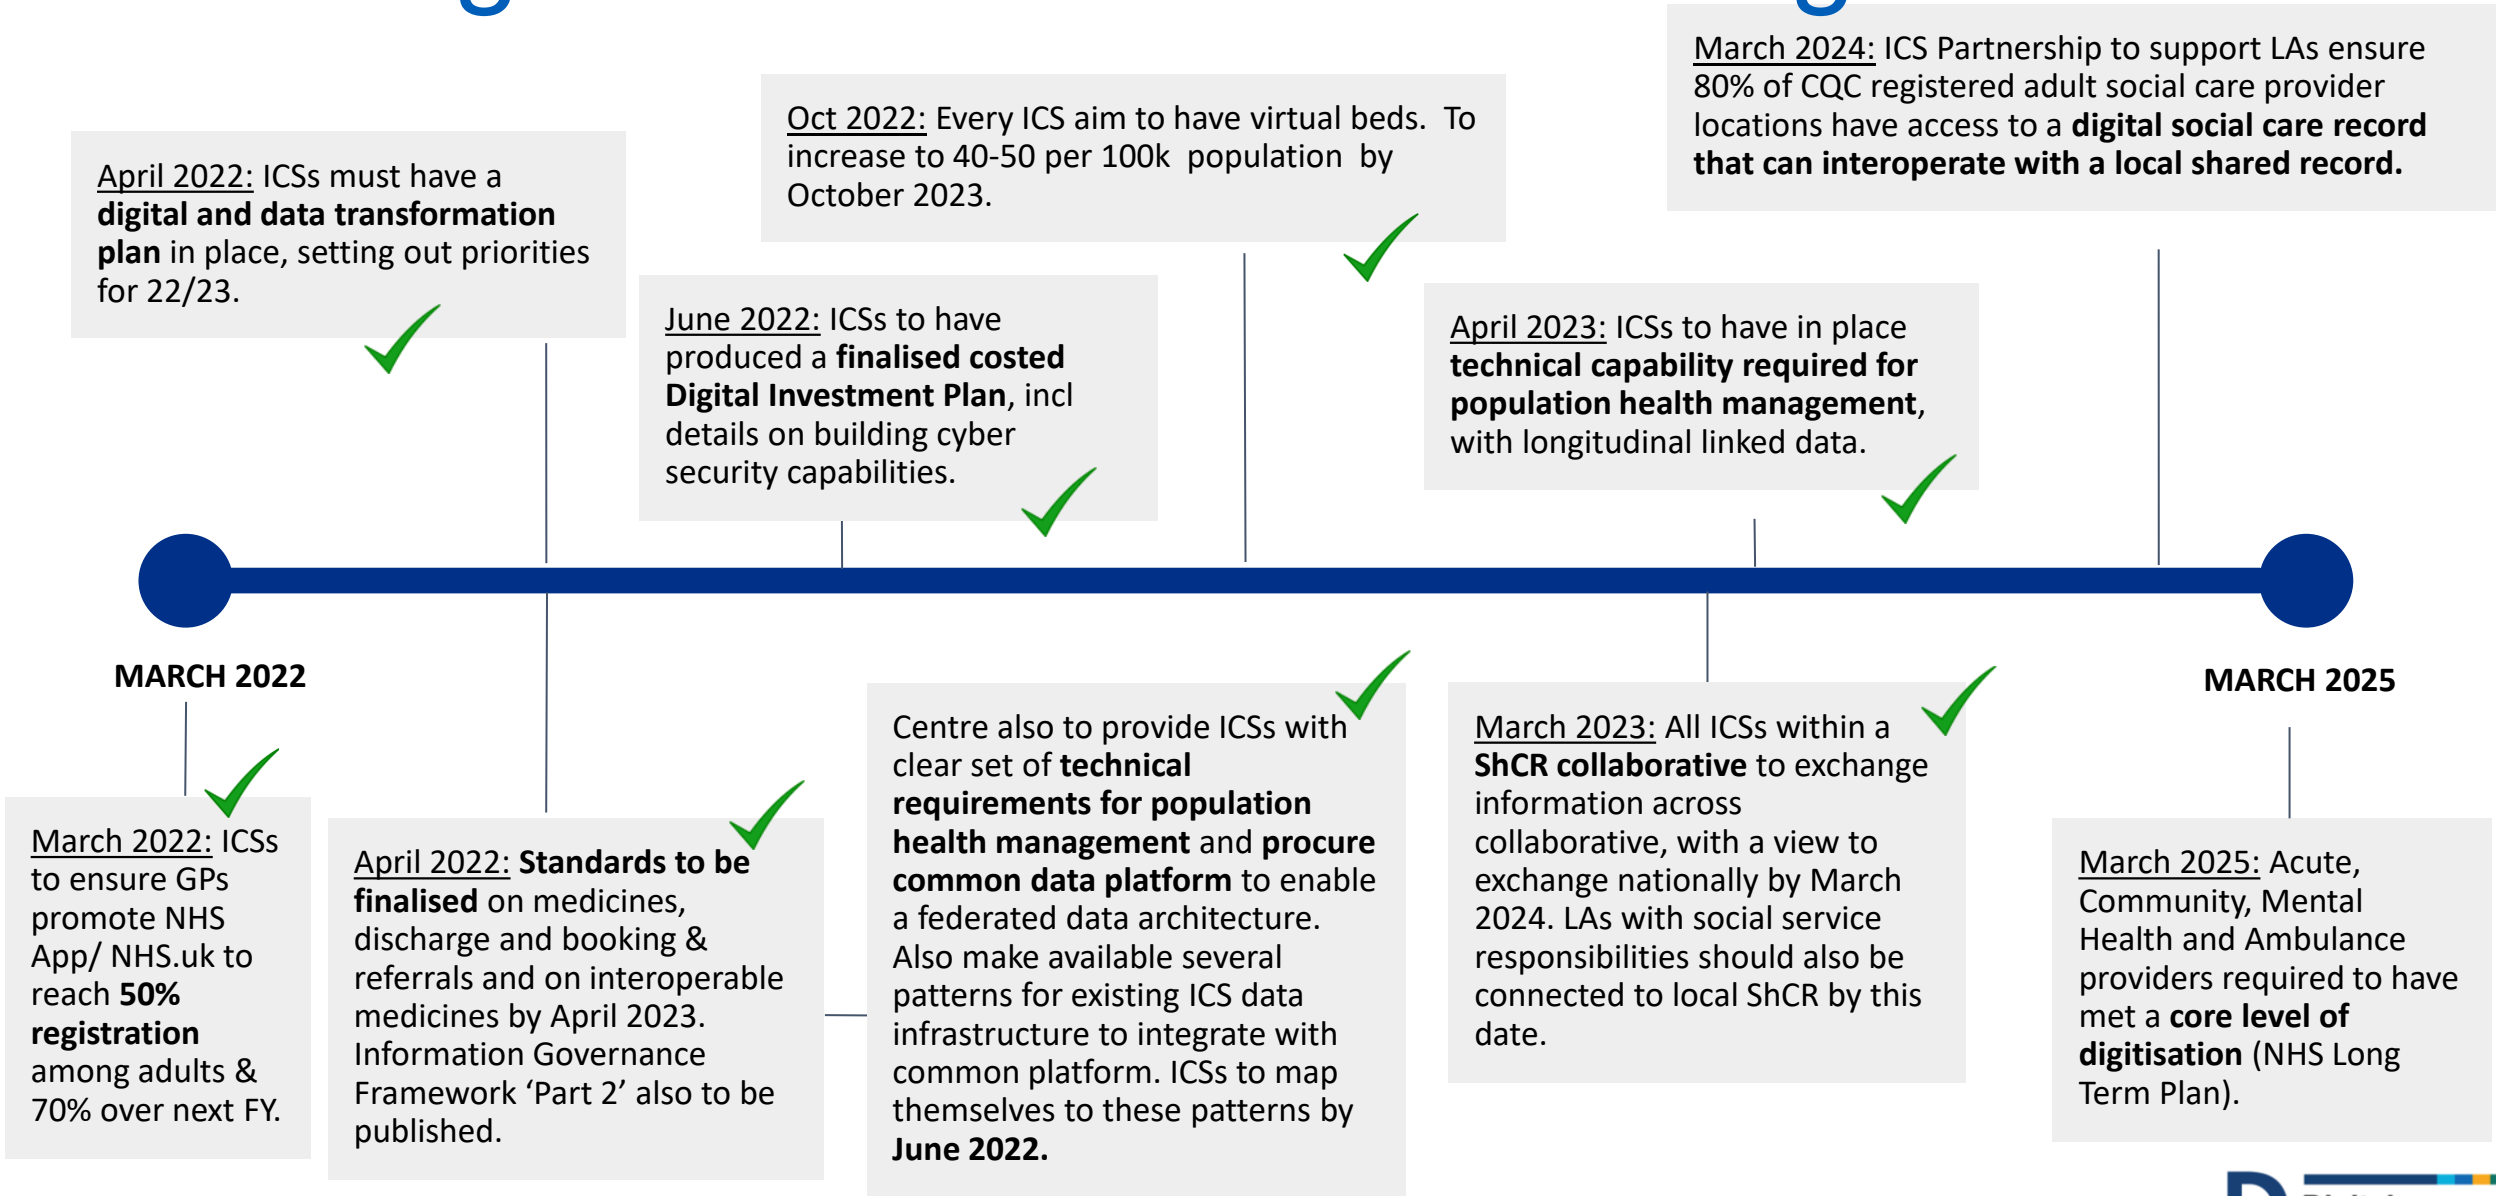 March 2024: ICS Partnership to support LAs ensure
80% of CQC registered adult social care provider
locations have access to a digital social care record
that can interoperate with a local shared record.
Oct 2022: Every ICS aim to have virtual beds. To
increase to 40-50 per 100k population by
October 2023.
April 2022: ICSs must have a
digital and data transformation
plan in place, setting out priorities
for 22/23.
June 2022: ICSs to have
produced a finalised costed
Digital Investment Plan, incl
details on building cyber
security capabilities.
April 2023: ICSs to have in place
technical capability required for
population health management,
with longitudinal linked data.
MARCH 2022
MARCH 2025
March 2022: ICSs
to ensure GPs
promote NHS
App/ NHS.uk to
reach 50%
registration
among adults &
70% over next FY.
April 2022: Standards to be
finalised on medicines,
discharge and booking &
referrals and on interoperable
medicines by April 2023.
Information Governance
Framework ‘Part 2’ also to be
published.
Centre also to provide ICSs with
clear set of technical
requirements for population
health management and procure
common data platform to enable
a federated data architecture.
Also make available several
patterns for existing ICS data
infrastructure to integrate with
common platform. ICSs to map
themselves to these patterns by
June 2022.
March 2023: All ICSs within a
ShCR collaborative to exchange
information across
collaborative, with a view to
exchange nationally by March
2024. LAs with social service
responsibilities should also be
connected to local ShCR by this
date.
March 2025: Acute,
Community, Mental
Health and Ambulance
providers required to have
met a core level of
digitisation (NHS Long
Term Plan).